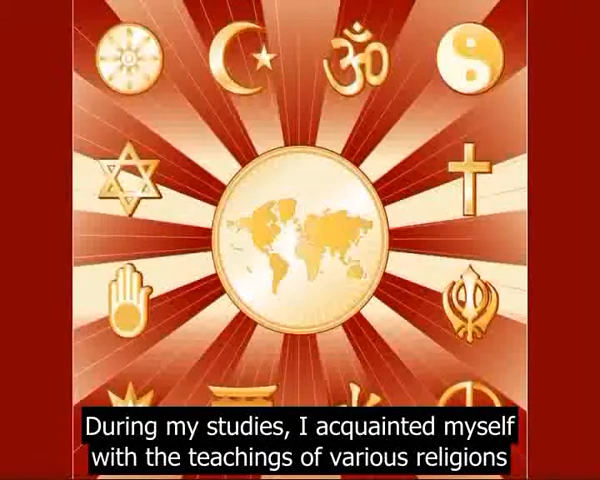 During my studies, I acquainted myself
with the teachings of various religions